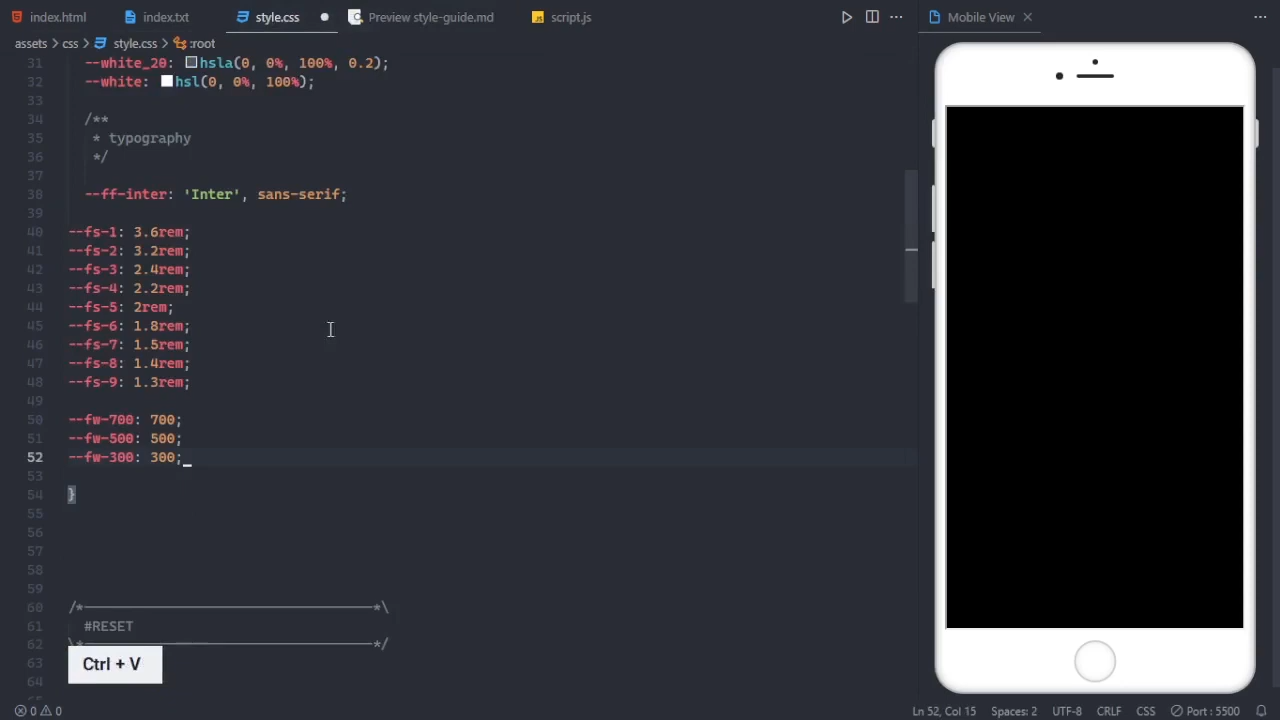 index.html index.txt style.css Preview style-guide.md script.js Mobile View
assets > css > style.css > :root
31 --white_20: hsla(0, 0%, 100%, 0.2);
32 --white: hsl(0, 0%, 100%);
33
34 /**
35 * typography
36 */
37
38 --ff-inter: 'Inter', sans-serif;
39
40 --fs-1: 3.6rem;
41 --fs-2: 3.2rem;
42 --fs-3: 2.4rem;
43 --fs-4: 2.2rem;
44 --fs-5: 2rem;
45 --fs-6: 1.8rem;
46 --fs-7: 1.5rem;
47 --fs-8: 1.4rem;
48 --fs-9: 1.3rem;
49
50 --fw-700: 700;
51 --fw-500: 500;
52 --fw-300: 300;
53
54 }
55
56
57
58
59
60 /*-----------------------------------*\
61 #RESET
62 \*-----------------------------------*/
63
64
Ctrl + V
0 0 Ln 52, Col 15 Spaces: 2 UTF-8 CRLF CSS Port : 5500